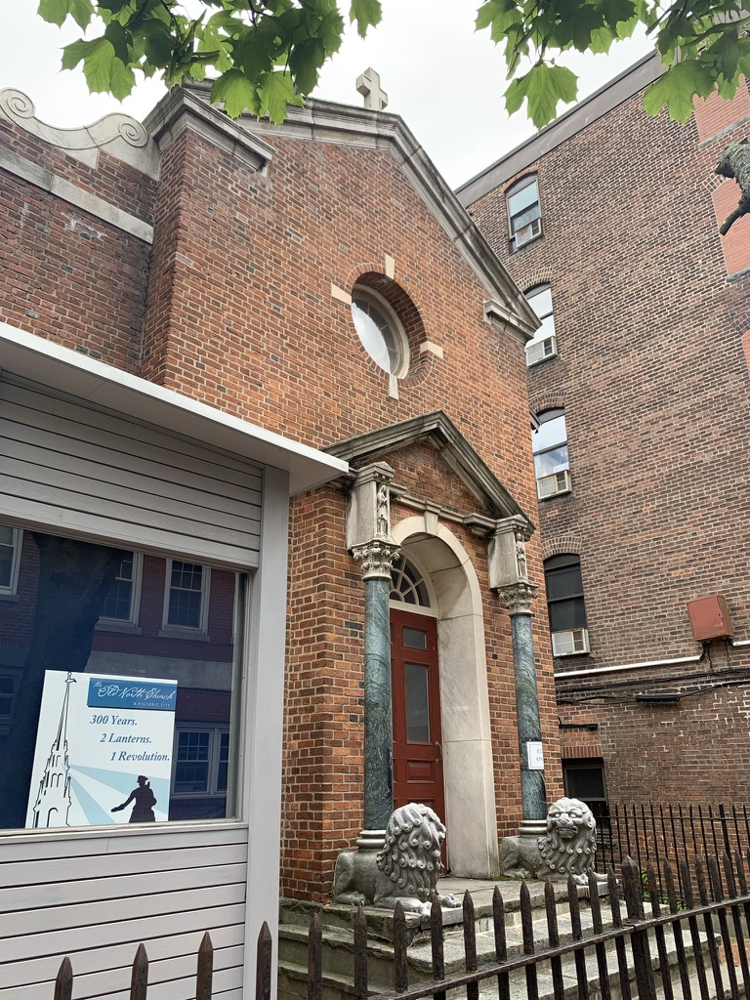 The
Old North Church
& HISTORIC SITE
300 Years.
2 Lanterns.
1 Revolution.